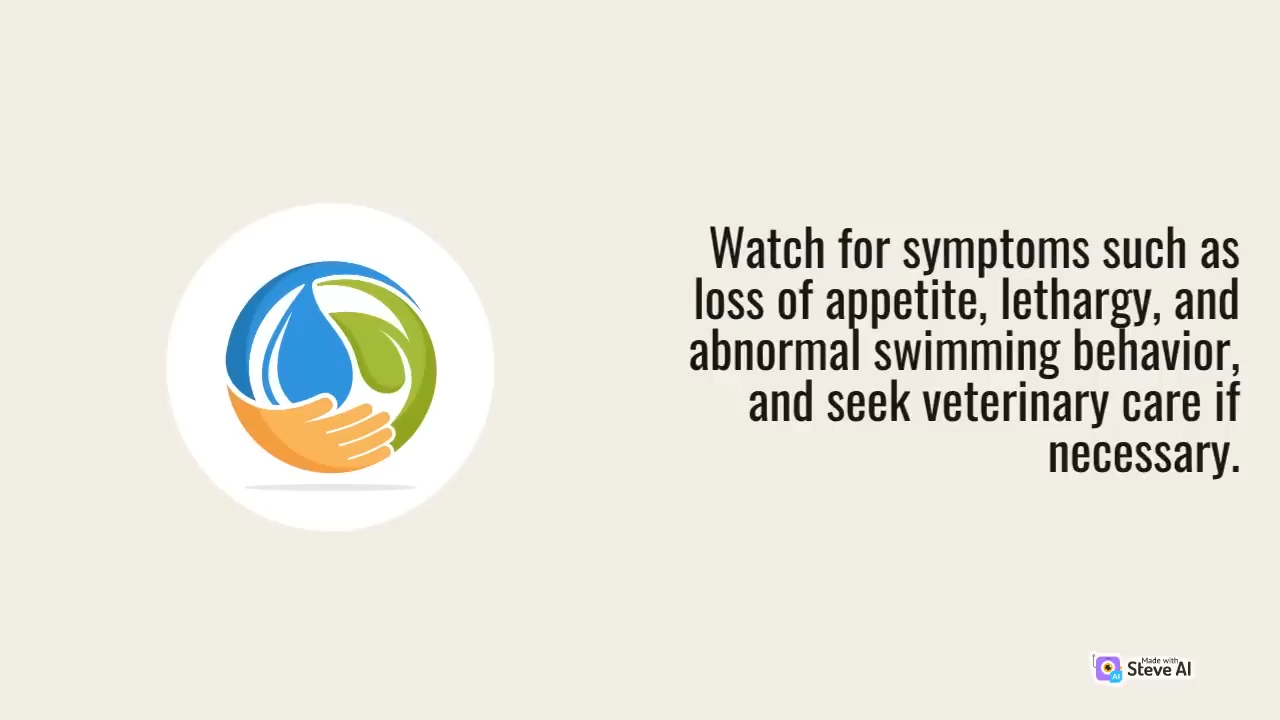 Watch for symptoms such as
loss of appetite, lethargy, and
abnormal swimming behavior,
and seek veterinary care if
necessary.
Made with
Steve AI
AI